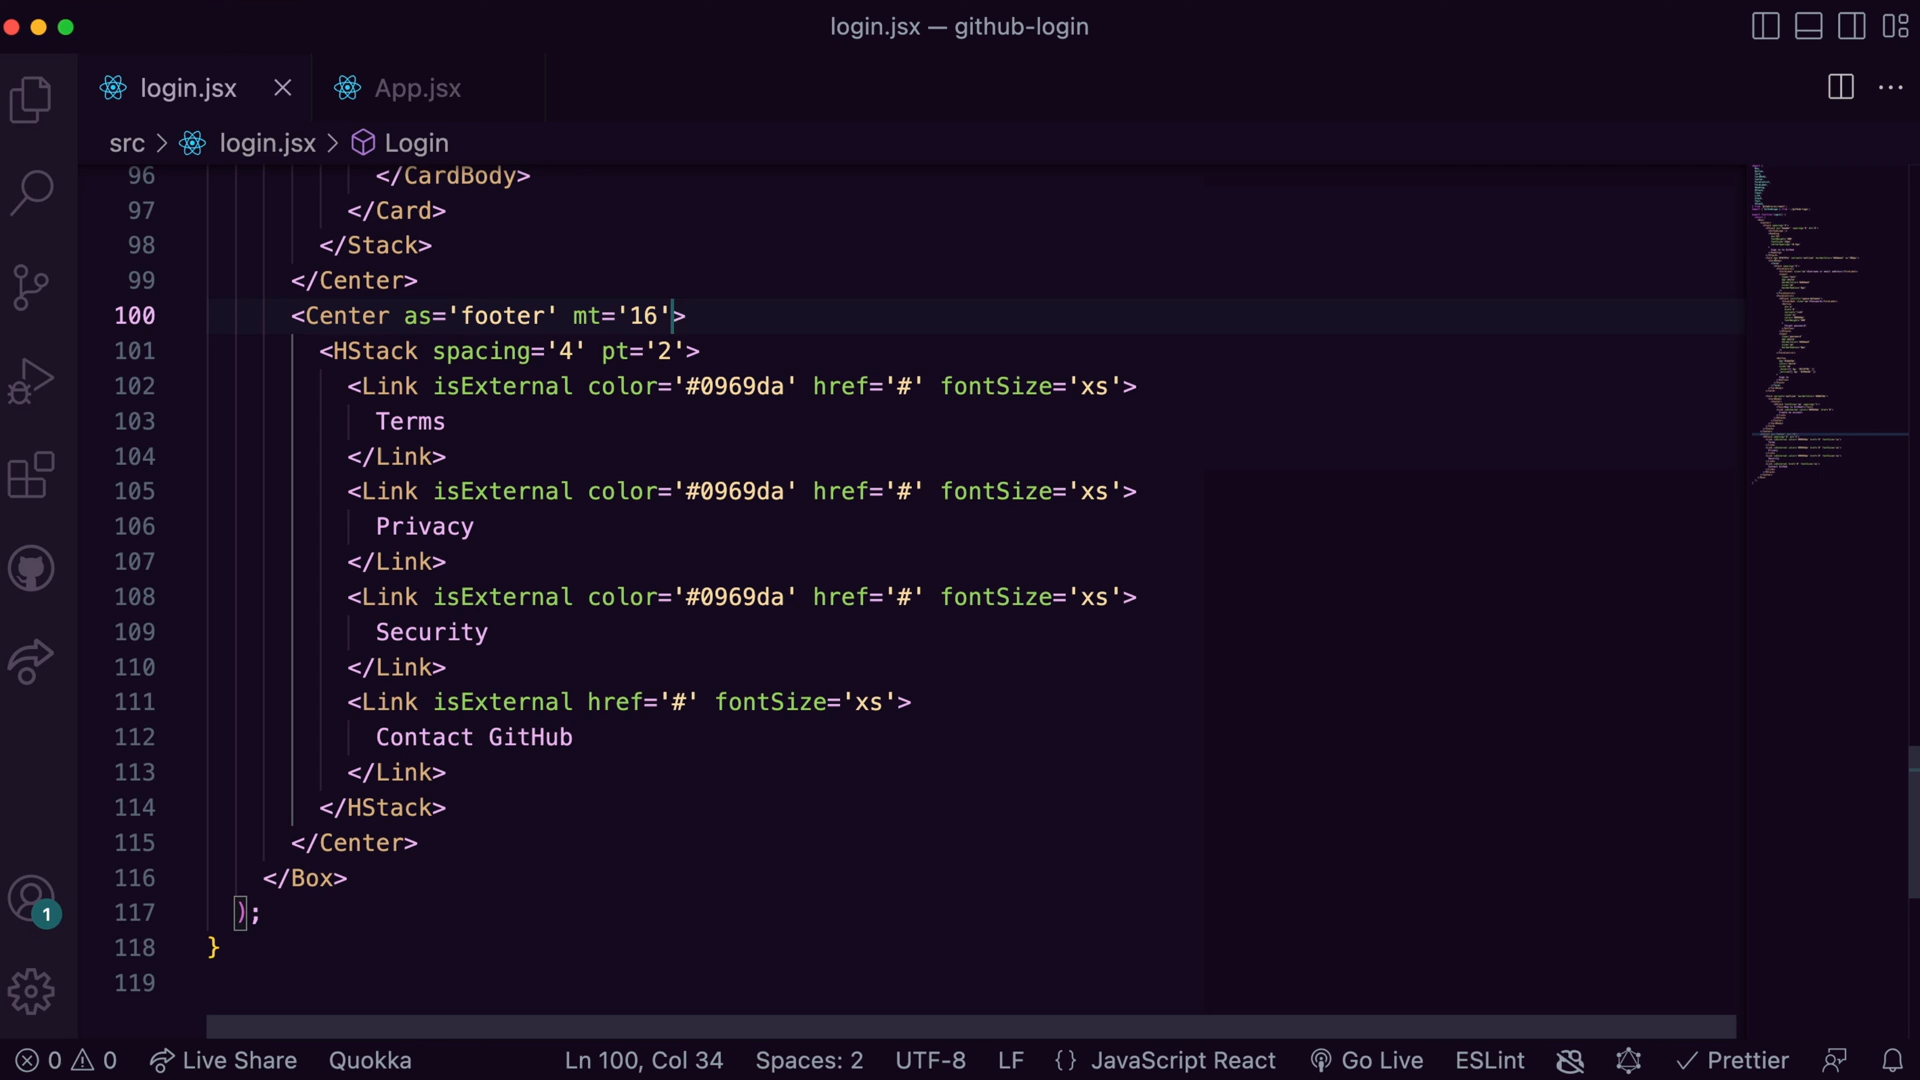 login.jsx — github-login
login.jsx App.jsx
src > login.jsx > Login
96 </CardBody>
97 </Card>
98 </Stack>
99 </Center>
100 <Center as='footer' mt='16'>
101 <HStack spacing='4' pt='2'>
102 <Link isExternal color='#0969da' href='#' fontSize='xs'>
103 Terms
104 </Link>
105 <Link isExternal color='#0969da' href='#' fontSize='xs'>
106 Privacy
107 </Link>
108 <Link isExternal color='#0969da' href='#' fontSize='xs'>
109 Security
110 </Link>
111 <Link isExternal href='#' fontSize='xs'>
112 Contact GitHub
113 </Link>
114 </HStack>
115 </Center>
116 </Box>
117 );
118 }
119
1
0 0 Live Share Quokka Ln 100, Col 34 Spaces: 2 UTF-8 LF {} JavaScript React Go Live ESLint Prettier